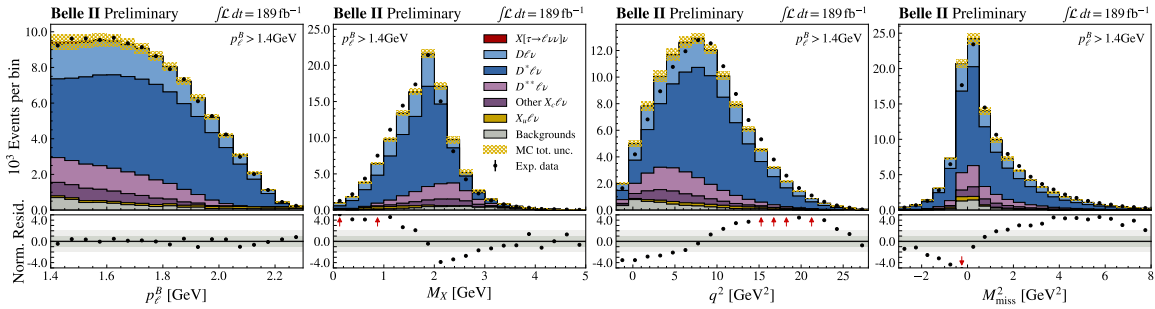 Belle II Preliminary ∫ℒ dt = 189 fb⁻¹
p_ℓ^B > 1.4GeV
10³ Events per bin
10.0
8.0
6.0
4.0
2.0
0.0
Norm. Resid.
4.0
0.0
-4.0
1.4 1.6 1.8 2.0 2.2
p_ℓ^B [GeV]
Belle II Preliminary ∫ℒ dt = 189 fb⁻¹
p_ℓ^B > 1.4GeV
25.0
20.0
15.0
10.0
5.0
0.0
X[τ→ℓνν]ν
Dℓν
D*ℓν
D**ℓν
Other X_cℓν
X_uℓν
Backgrounds
MC tot. unc.
Exp. data
4.0
0.0
-4.0
0 1 2 3 4 5
M_X [GeV]
Belle II Preliminary ∫ℒ dt = 189 fb⁻¹
p_ℓ^B > 1.4GeV
12.0
10.0
8.0
6.0
4.0
2.0
0.0
4.0
0.0
-4.0
0 5 10 15 20 25
q² [GeV²]
Belle II Preliminary ∫ℒ dt = 189 fb⁻¹
p_ℓ^B > 1.4GeV
25.0
20.0
15.0
10.0
5.0
0.0
4.0
0.0
-4.0
−2 0 2 4 6 8
M²_miss [GeV²]